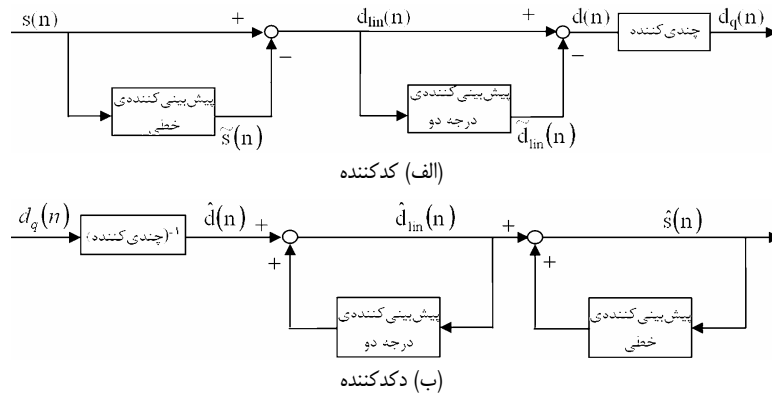 s(n)
+
d_lin(n)
+
d(n)
چندی‌کننده
d_q(n)
−
−
پیش‌بینی‌کننده‌ی
خطی
s̃(n)
پیش‌بینی‌کننده‌ی
درجه دو
d̃_lin(n)
(الف) کدکننده
d_q(n)
(چندی‌کننده)⁻¹
d̂(n)
+
+
d̂_lin(n)
+
+
ŝ(n)
پیش‌بینی‌کننده‌ی
درجه دو
پیش‌بینی‌کننده‌ی
خطی
(ب) دکدکننده